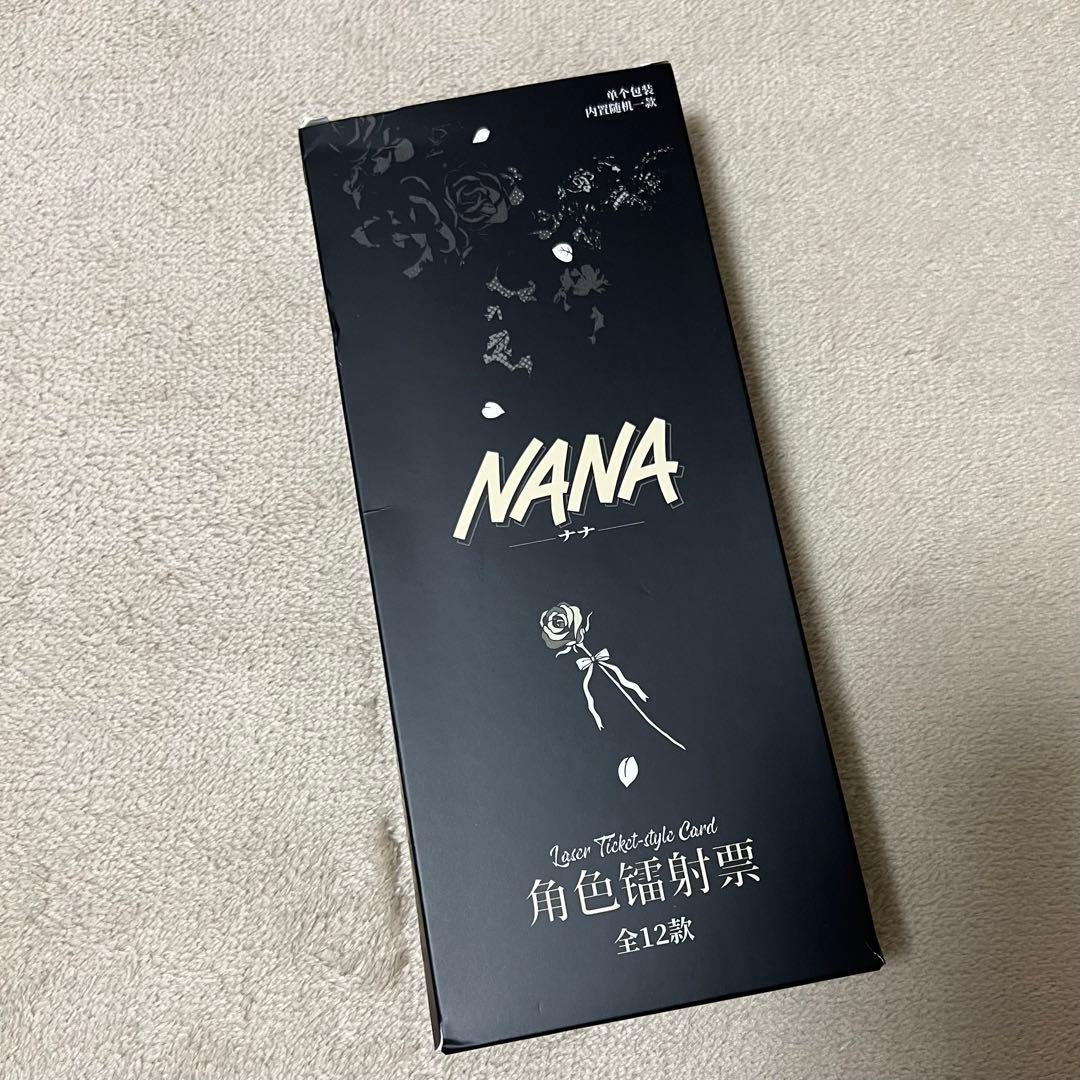 单个包装
内置随机一款
NANA
ナナ
Laser Ticket-style Card
角色镭射票
全12款